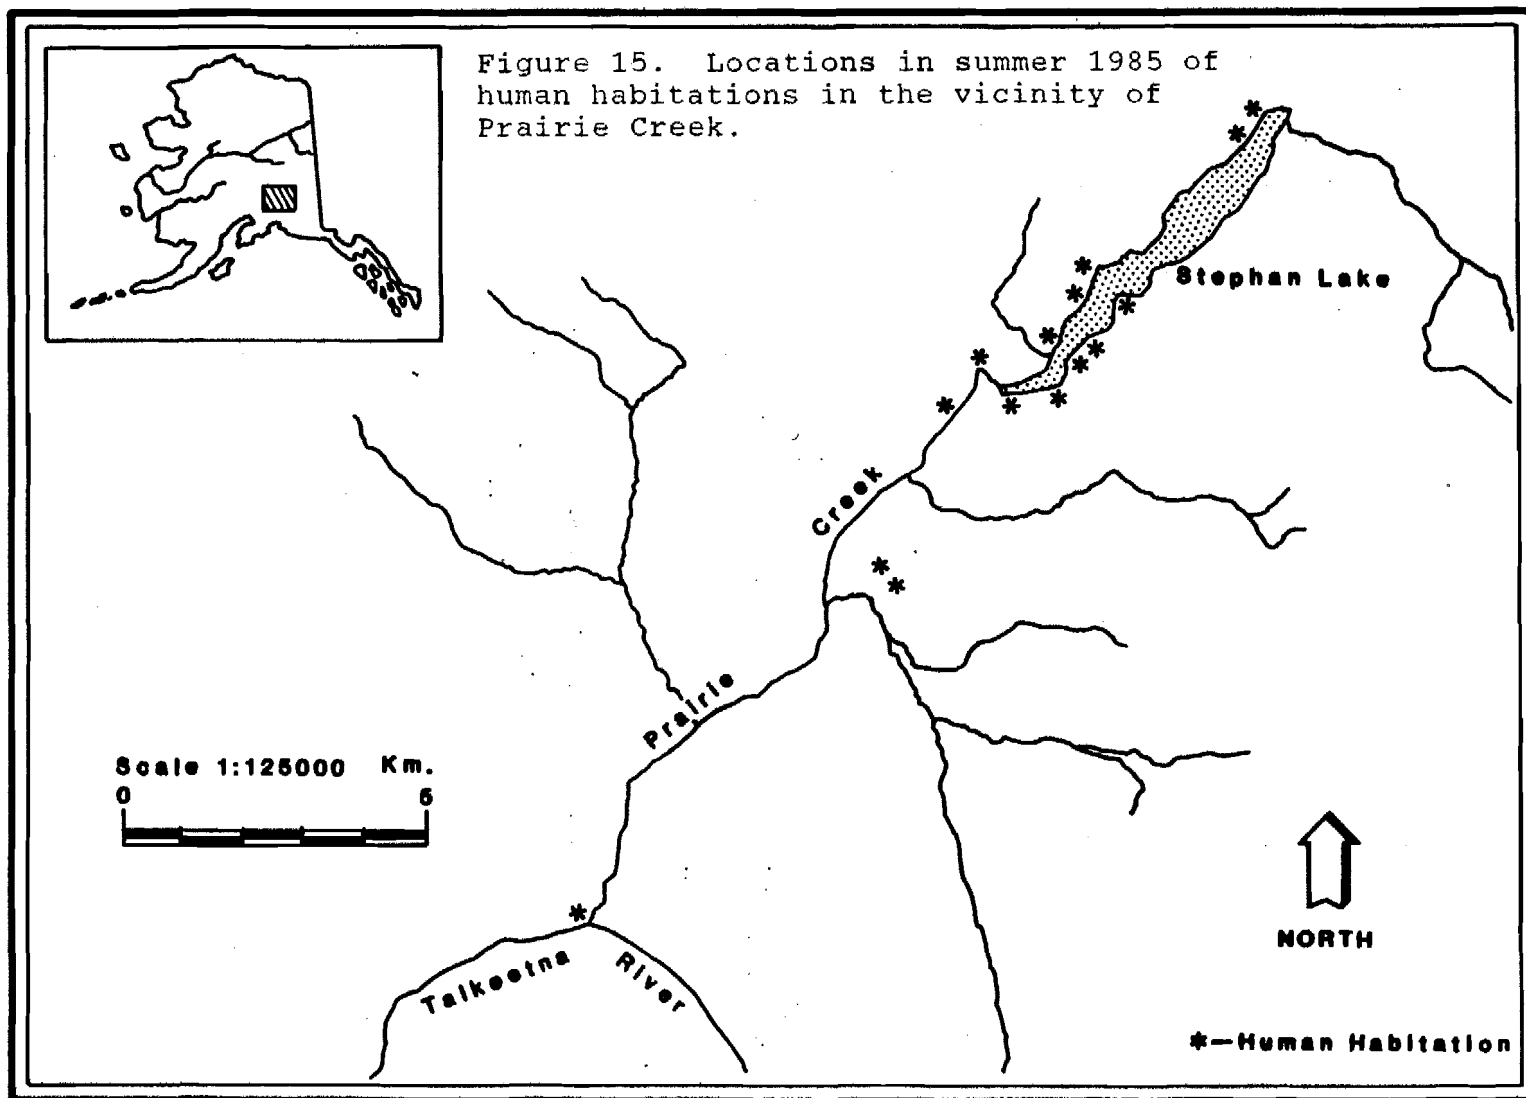 Figure 15. Locations in summer 1985 of
human habitations in the vicinity of
Prairie Creek.
Stephan Lake
Creek
Prairie
Scale 1:125000 Km.
0 5
Talkeetna River
NORTH
*-Human Habitation